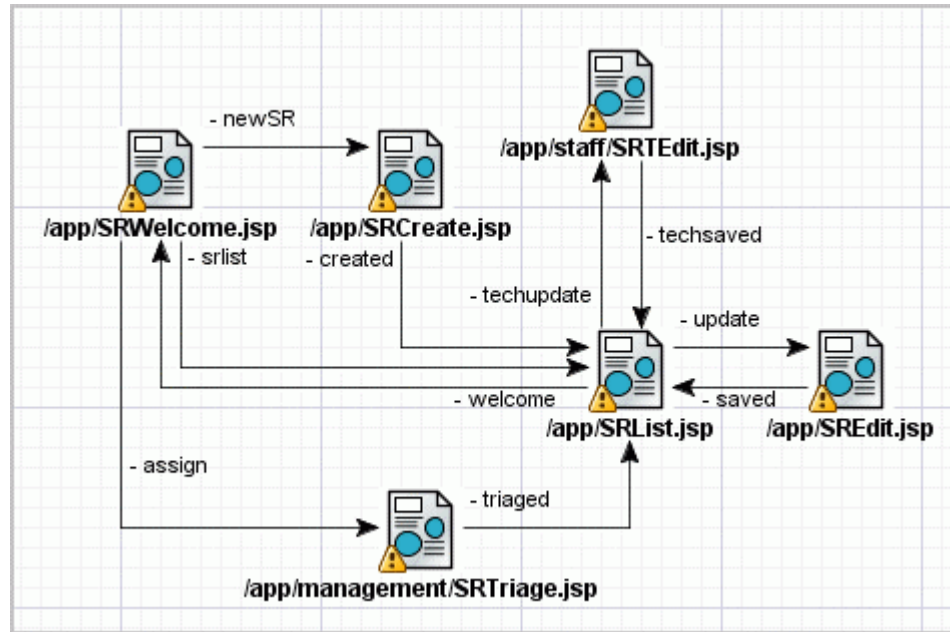 - newSR
/app/staff/SRTEdit.jsp
/app/SRWelcome.jsp
/app/SRCreate.jsp
- techsaved
- srlist
- created
- techupdate
- update
- welcome
- saved
/app/SRList.jsp
/app/SREdit.jsp
- assign
- triaged
/app/management/SRTriage.jsp